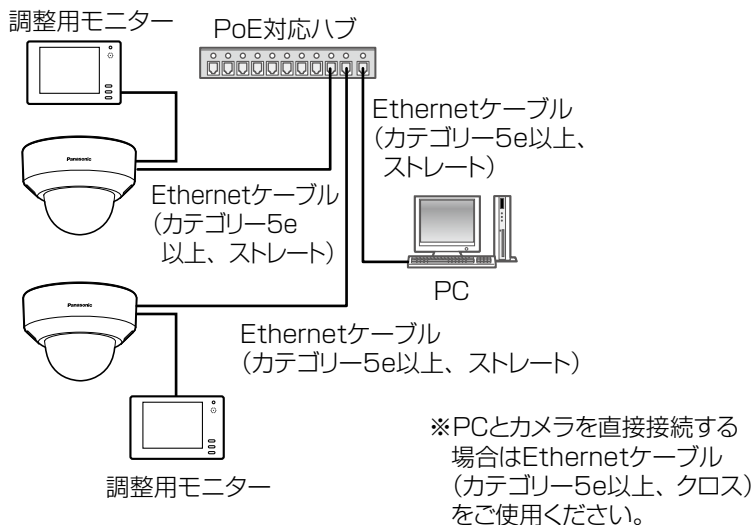 調整用モニター
PoE対応ハブ
Ethernetケーブル
（カテゴリー5e以上、
ストレート）
Panasonic
Ethernetケーブル
（カテゴリー5e
以上、ストレート）
PC
Panasonic
Ethernetケーブル
（カテゴリー5e以上、ストレート）
調整用モニター
※PCとカメラを直接接続する
場合はEthernetケーブル
（カテゴリー5e以上、クロス）
をご使用ください。